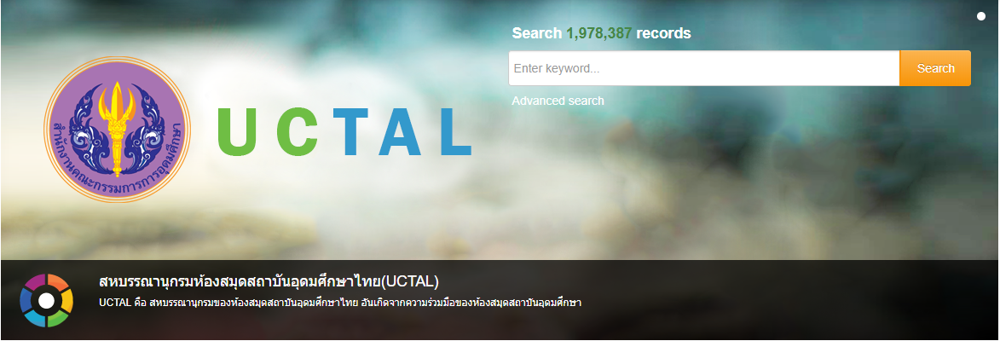 Search 1,978,387 records
Enter keyword...
Search
Advanced search
สำนักงานคณะกรรมการการอุดมศึกษา
UCTAL
สหบรรณานุกรมห้องสมุดสถาบันอุดมศึกษาไทย(UCTAL)
UCTAL คือ สหบรรณานุกรมของห้องสมุดสถาบันอุดมศึกษาไทย อันเกิดจากความร่วมมือของห้องสมุดสถาบันอุดมศึกษา